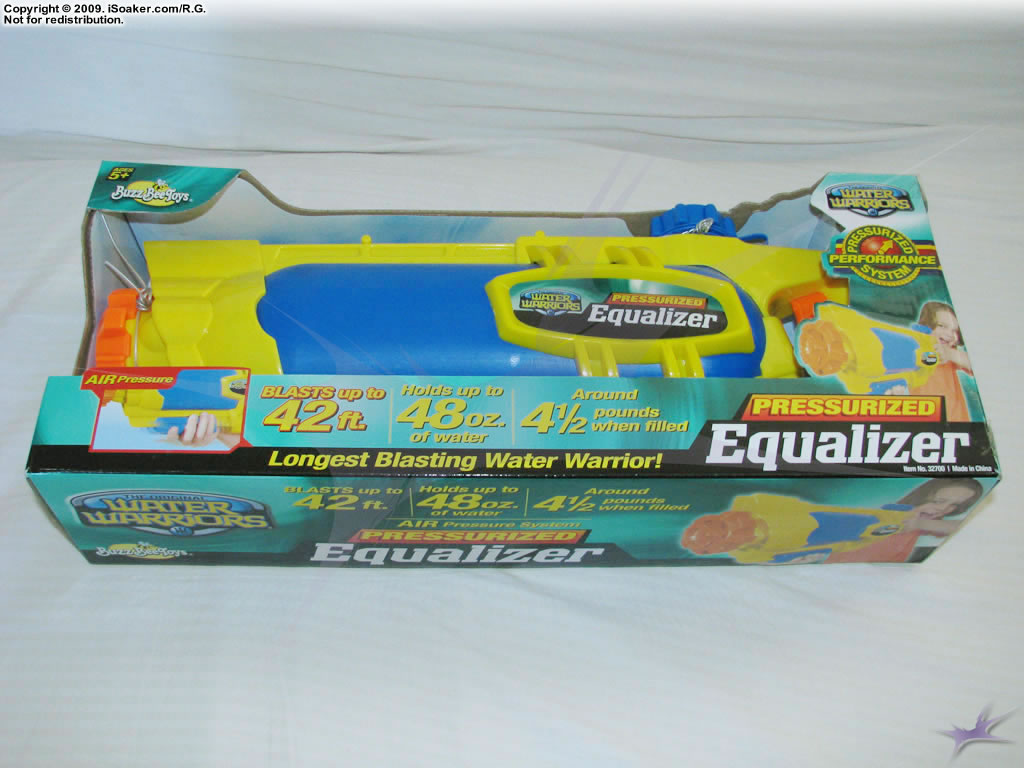 Copyright © 2009. iSoaker.com/R.G.
Not for redistribution.
AGES
5+
Buzz Bee Toys
WATER
WARRIORS
PRESSURIZED
PERFORMANCE
SYSTEM
WATER
WARRIORS
PRESSURIZED
Equalizer
AIR Pressure
BLASTS up to
42 ft.
Holds up to
48 oz.
of water
Around
4 1/2 pounds
when filled
PRESSURIZED
Equalizer
Longest Blasting Water Warrior!
Item No. 32700 | Made in China
THE ORIGINAL
WATER
WARRIORS
Buzz Bee Toys
BLASTS up to
42 ft.
Holds up to
48 oz.
of water
Around
4 1/2 pounds
when filled
AIR Pressure System
PRESSURIZED
Equalizer